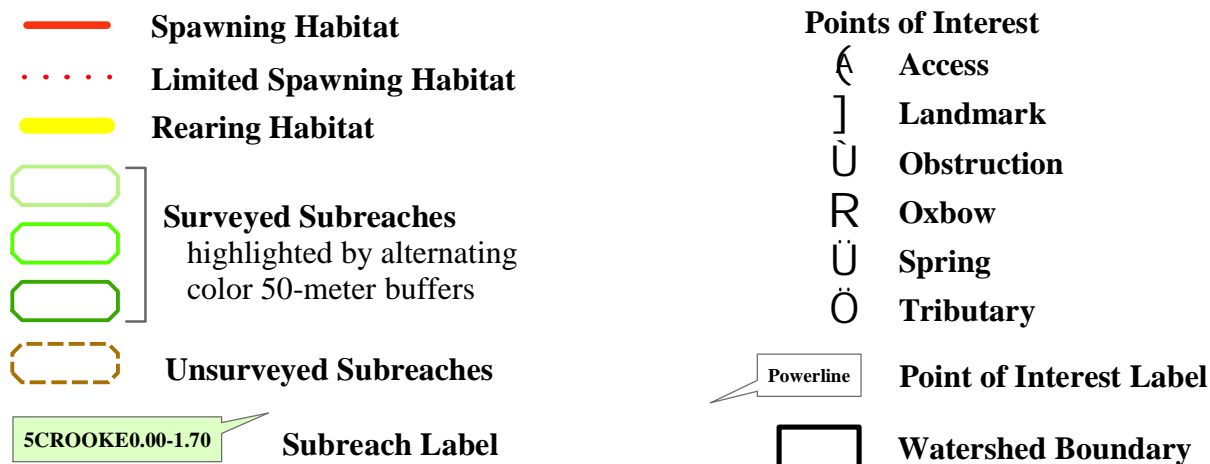 Spawning Habitat
Limited Spawning Habitat
Rearing Habitat
Surveyed Subreaches
highlighted by alternating
color 50-meter buffers
Unsurveyed Subreaches
5CROOKE0.00-1.70
Subreach Label
Points of Interest
Access
] Landmark
Ù Obstruction
R Oxbow
Ü Spring
Ö Tributary
Powerline
Point of Interest Label
Watershed Boundary